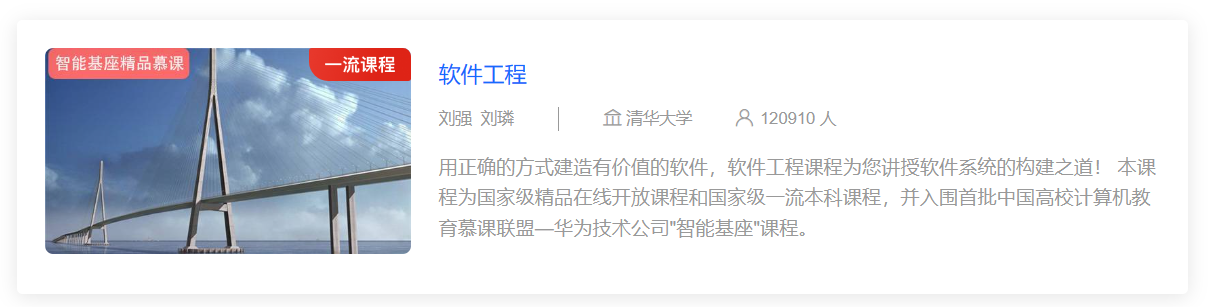 智能基座精品慕课
一流课程
软件工程
刘强 刘璘
清华大学
120910 人
用正确的方式建造有价值的软件，软件工程课程为您讲授软件系统的构建之道！ 本课
程为国家级精品在线开放课程和国家级一流本科课程，并入围首批中国高校计算机教
育慕课联盟—华为技术公司"智能基座"课程。